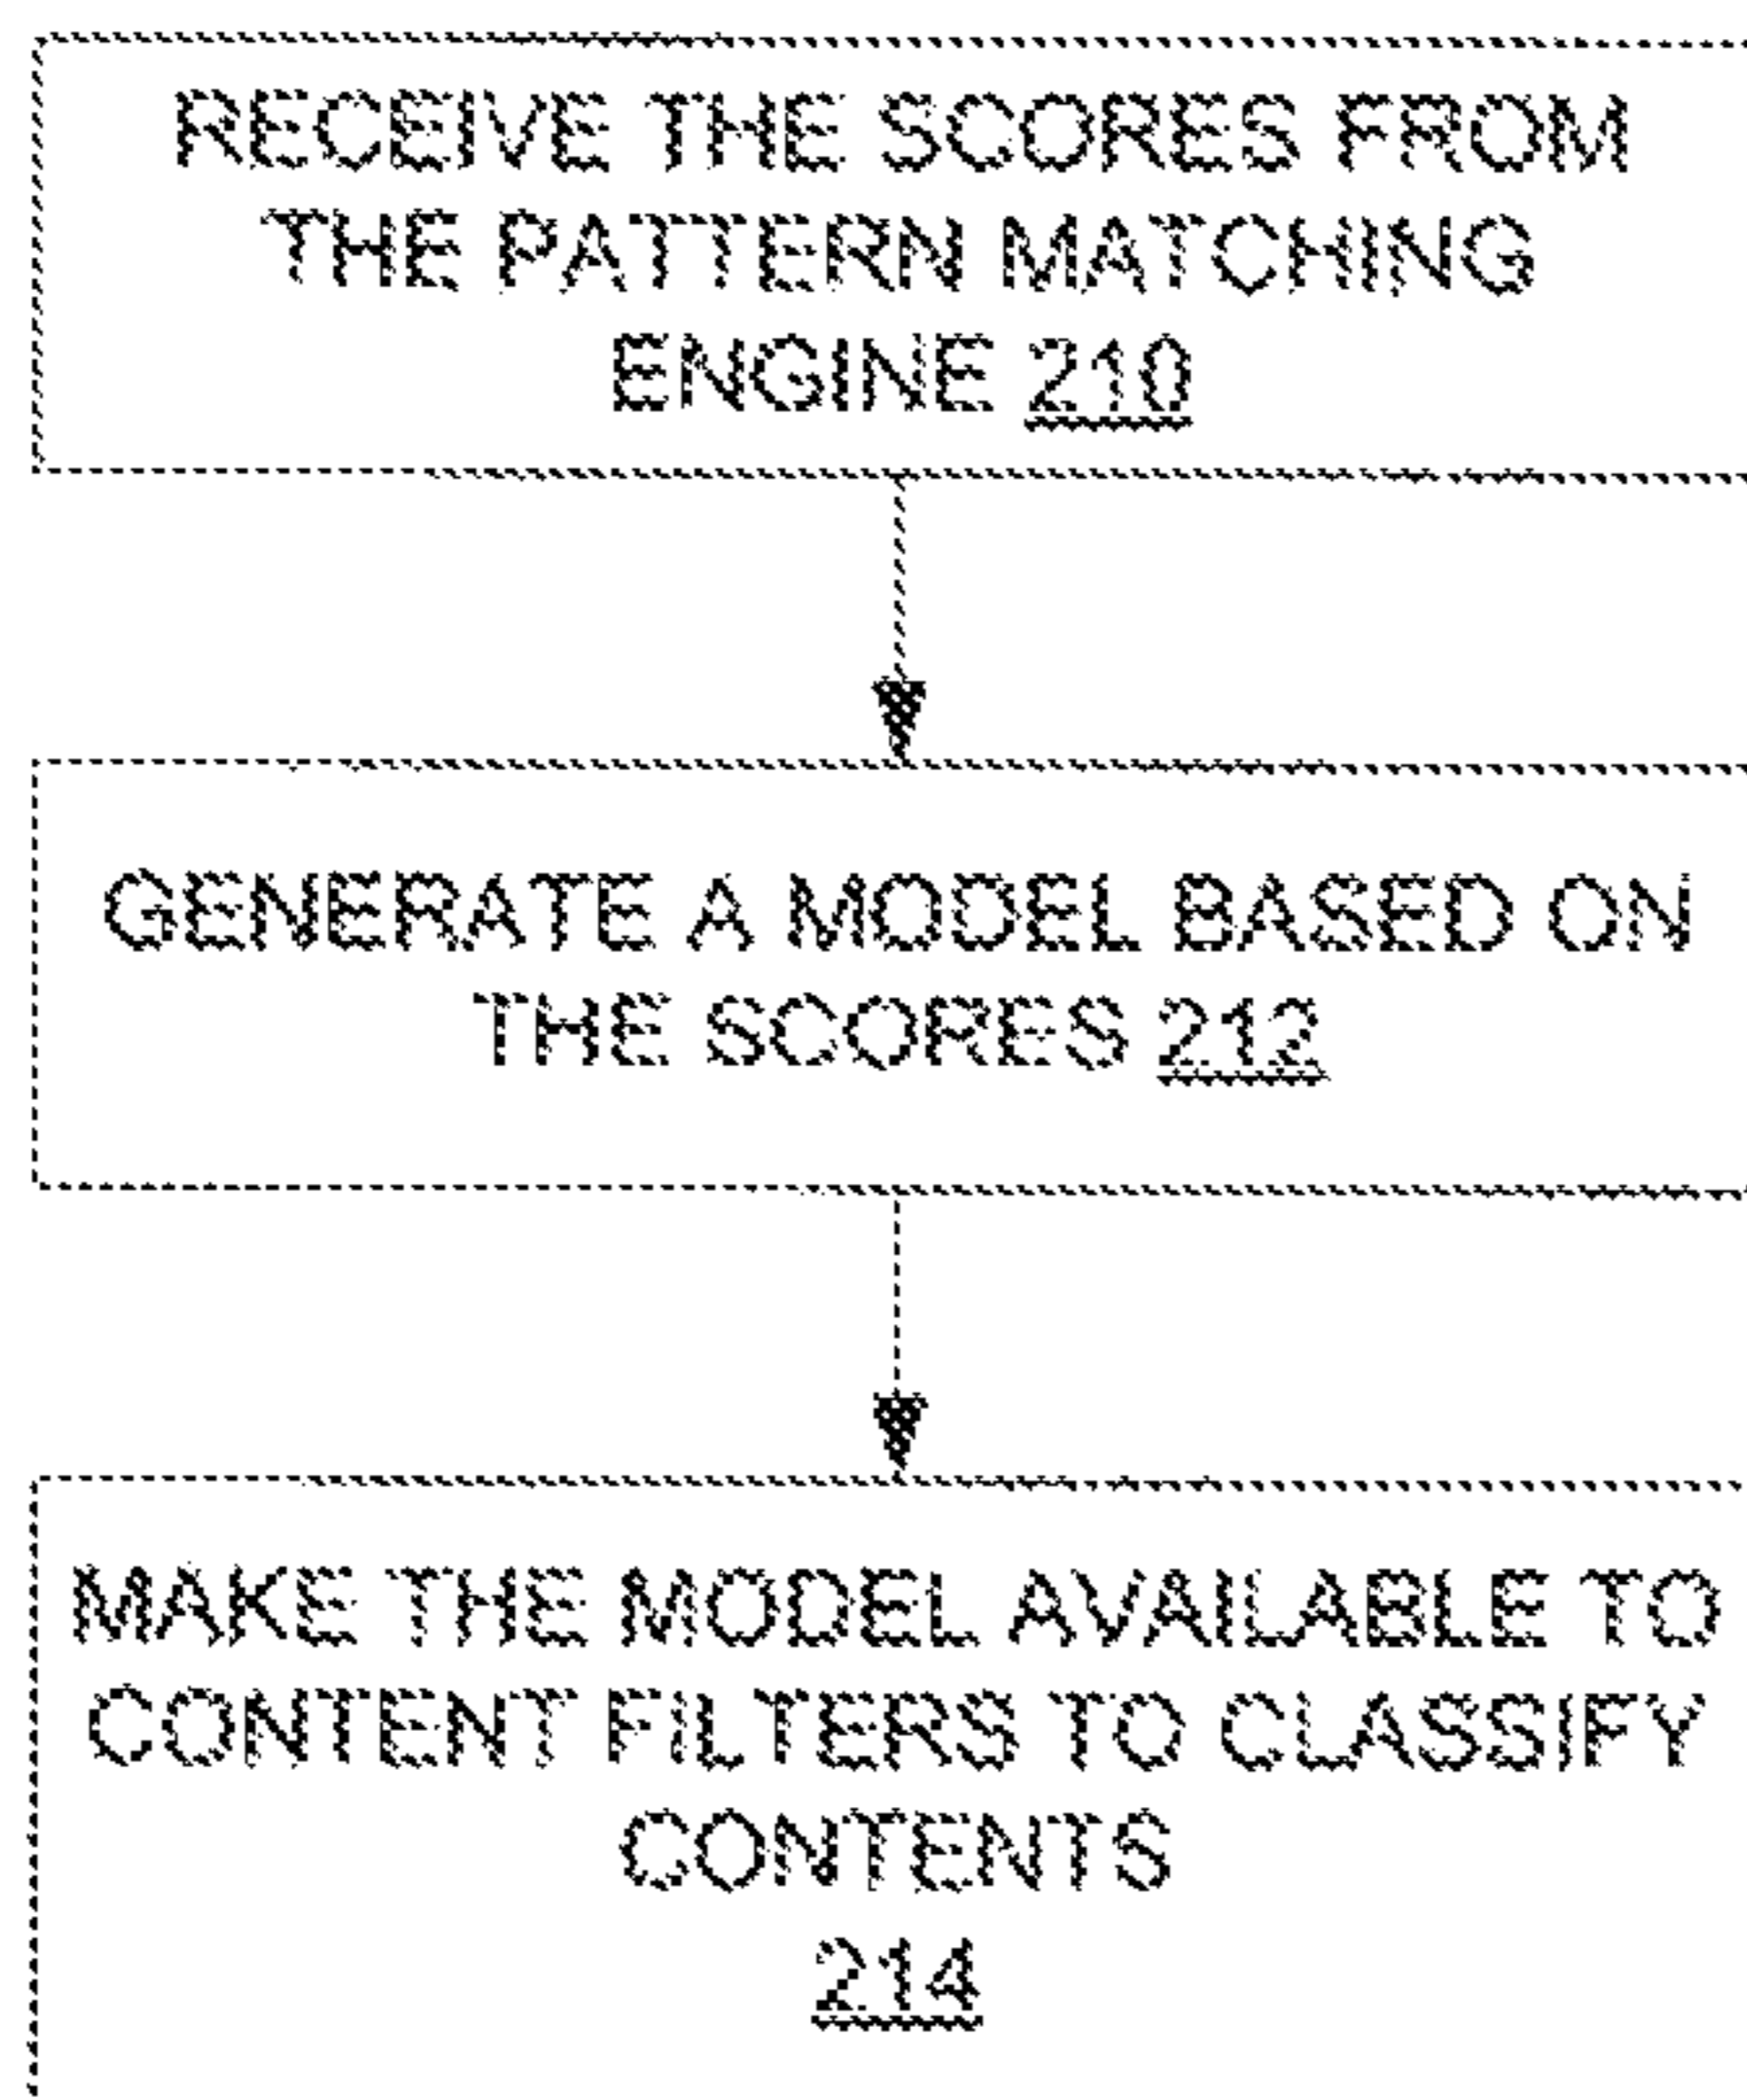 RECEIVE THE SCORES FROM
THE PATTERN MATCHING
ENGINE 210
GENERATE A MODEL BASED ON
THE SCORES 212
MAKE THE MODEL AVAILABLE TO
CONTENT FILTERS TO CLASSIFY
CONTENTS
214